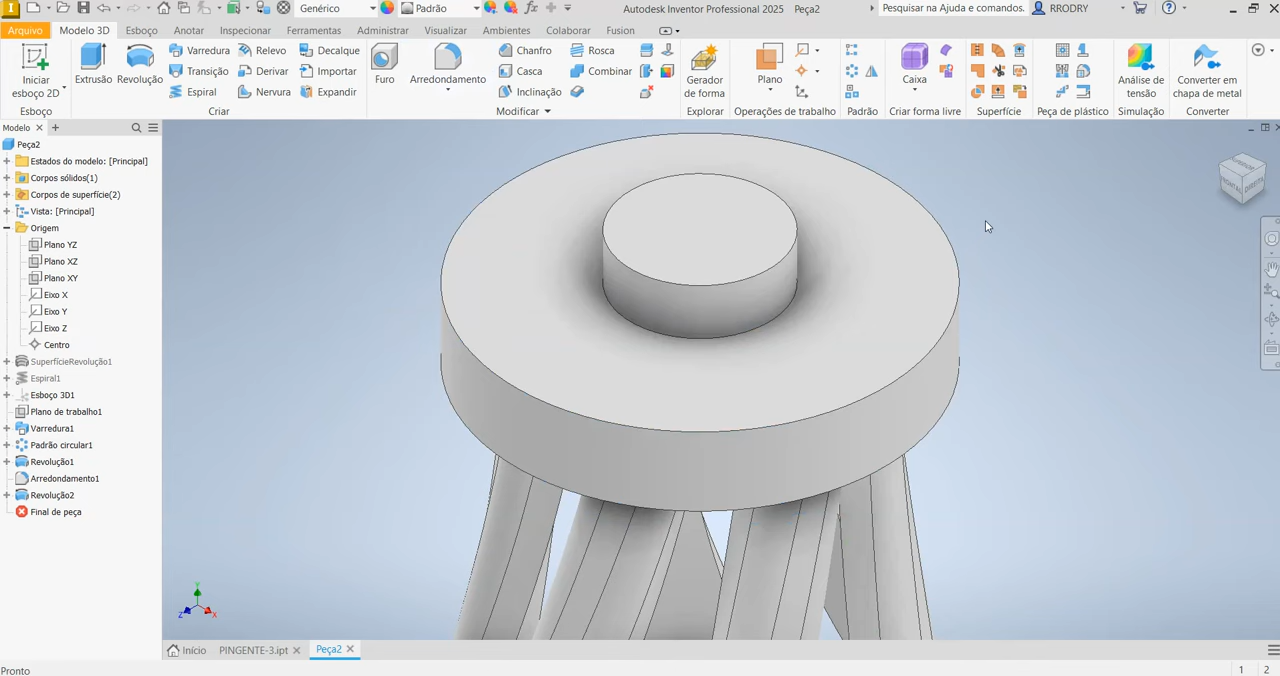 Genérico
Padrão
Autodesk Inventor Professional 2025 Peça2
Pesquisar na Ajuda e comandos.
RRODRY
Arquivo
Modelo 3D
Esboço
Anotar
Inspecionar
Ferramentas
Administrar
Visualizar
Ambientes
Colaborar
Fusion
Iniciar
esboço 2D
Extrusão
Revolução
Varredura
Relevo
Decalque
Transição
Derivar
Importar
Espiral
Nervura
Expandir
Furo
Arredondamento
Chanfro
Rosca
Casca
Combinar
Inclinação
Gerador
de forma
Plano
Caixa
Análise de
tensão
Converter em
chapa de metal
Esboço
Criar
Modificar
Explorar
Operações de trabalho
Padrão
Criar forma livre
Superfície
Peça de plástico
Simulação
Converter
Modelo
Peça2
Estados do modelo: [Principal]
Corpos sólidos(1)
Corpos de superfície(2)
Vista: [Principal]
Origem
Plano YZ
Plano XZ
Plano XY
Eixo X
Eixo Y
Eixo Z
Centro
SuperfícieRevolução1
Espiral1
Esboço 3D1
Plano de trabalho1
Varredura1
Padrão circular1
Revolução1
Arredondamento1
Revolução2
Final de peça
SUPERIOR
FRONTAL
DIREITA
Y
Z
X
Início
PINGENTE-3.ipt
Peça2
Pronto
1
2